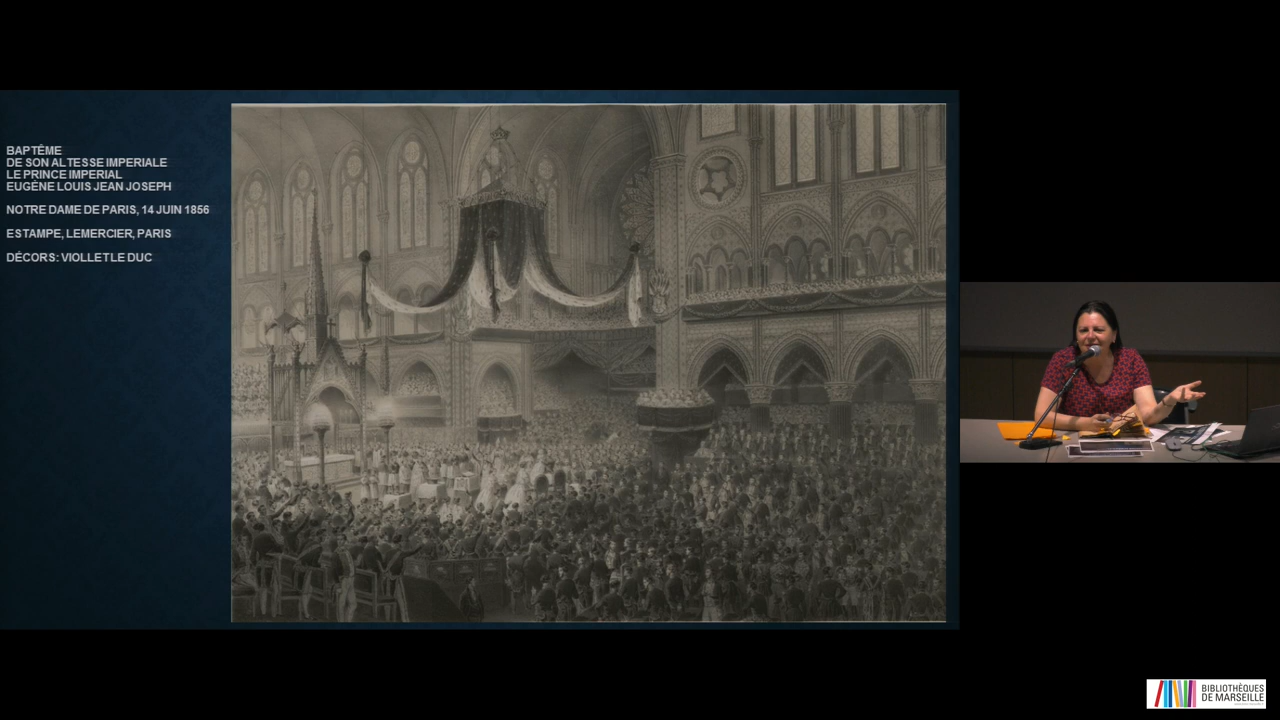 BAPTÊME
DE SON ALTESSE IMPERIALE
LE PRINCE IMPERIAL
EUGÈNE LOUIS JEAN JOSEPH
NOTRE DAME DE PARIS, 14 JUIN 1856
ESTAMPE, LEMERCIER, PARIS
DÉCORS: VIOLLET LE DUC
BIBLIOTHÈQUES
DE MARSEILLE